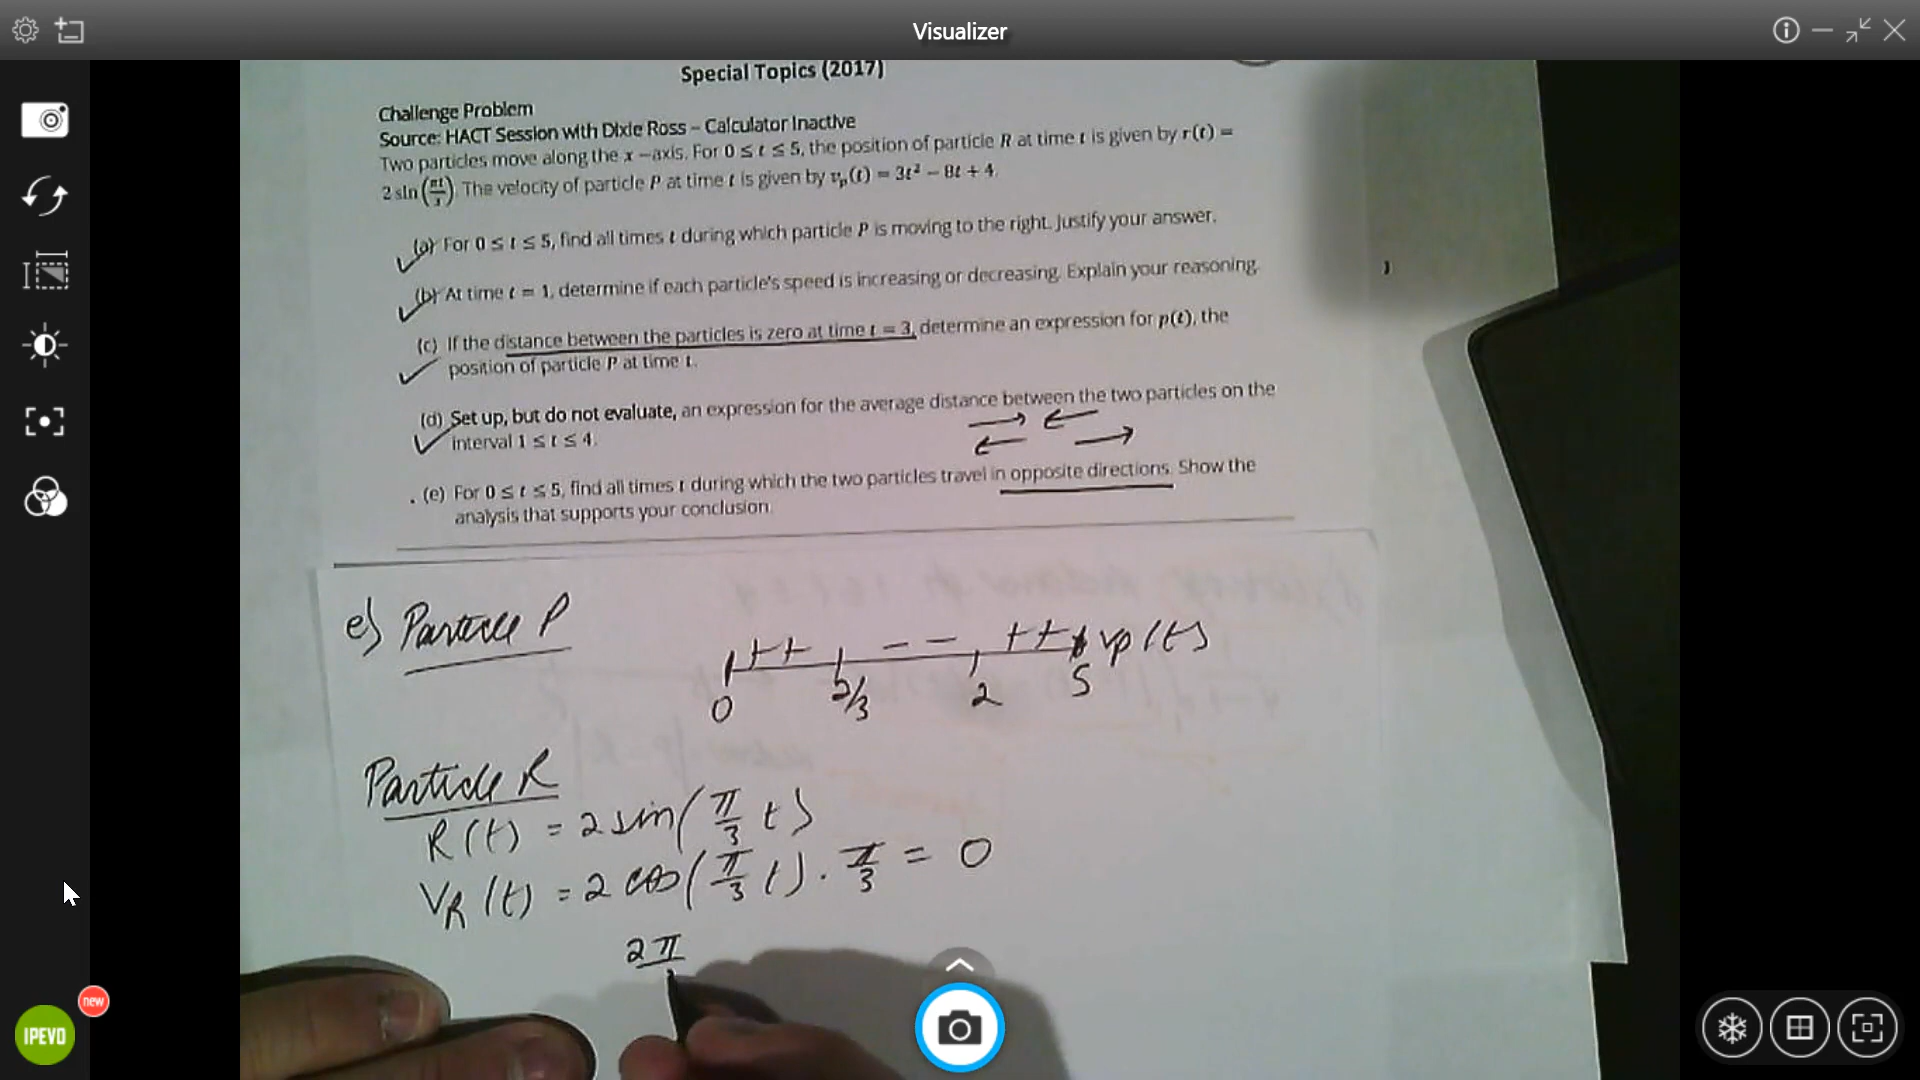 Visualizer
Special Topics (2017)
Challenge Problem
Source: HACT Session with Dixie Ross – Calculator Inactive
Two particles move along the x –axis. For 0 ≤ t ≤ 5, the position of particle R at time t is given by r(t) =
2 sin(πt/3). The velocity of particle P at time t is given by vₚ(t) = 3t² – 8t + 4.
(a) For 0 ≤ t ≤ 5, find all times t during which particle P is moving to the right. Justify your answer.
(b) At time t = 1, determine if each particle's speed is increasing or decreasing. Explain your reasoning.
(c) If the distance between the particles is zero at time t = 3, determine an expression for p(t), the
position of particle P at time t.
(d) Set up, but do not evaluate, an expression for the average distance between the two particles on the
interval 1 ≤ t ≤ 4.
(e) For 0 ≤ t ≤ 5, find all times t during which the two particles travel in opposite directions. Show the
analysis that supports your conclusion.
e) Particle P
++ – – ++ vp(t)
0 2/3 2 5
Particle R
R(t) = 2 sin(π/3 t)
VR(t) = 2 cos(π/3 t) · π/3 = 0
2π
new
IPEVO